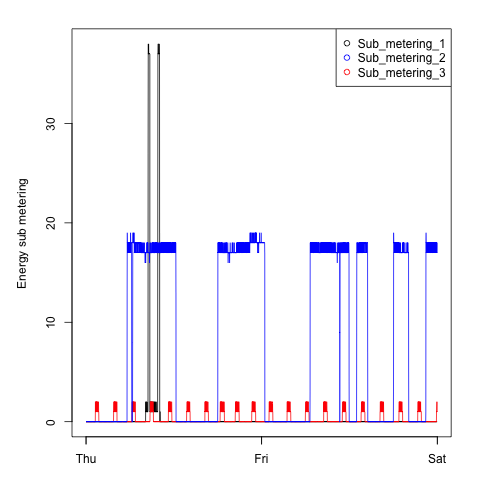 Sub_metering_1
Sub_metering_2
Sub_metering_3
Energy sub metering
30
20
10
0
Thu Fri Sat